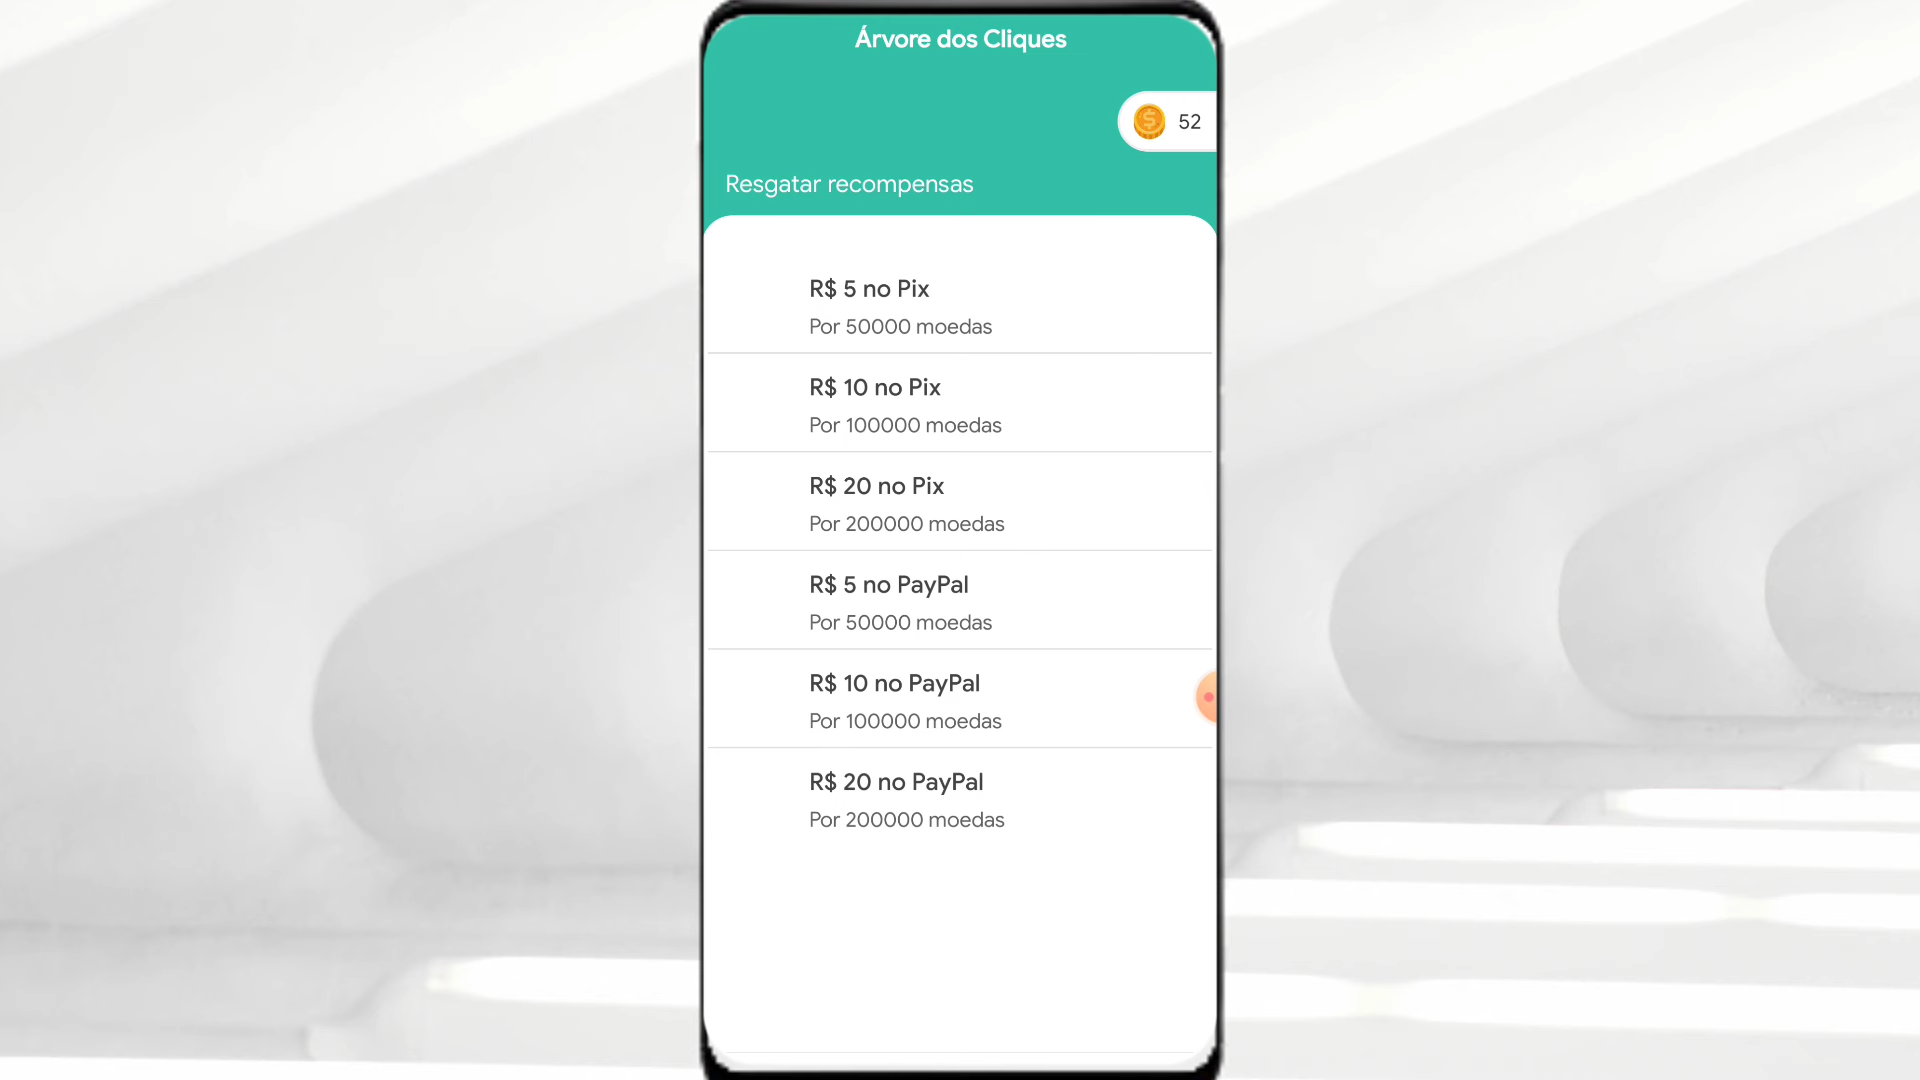 Árvore dos Cliques
52
Resgatar recompensas
R$ 5 no Pix
Por 50000 moedas
R$ 10 no Pix
Por 100000 moedas
R$ 20 no Pix
Por 200000 moedas
R$ 5 no PayPal
Por 50000 moedas
R$ 10 no PayPal
Por 100000 moedas
R$ 20 no PayPal
Por 200000 moedas